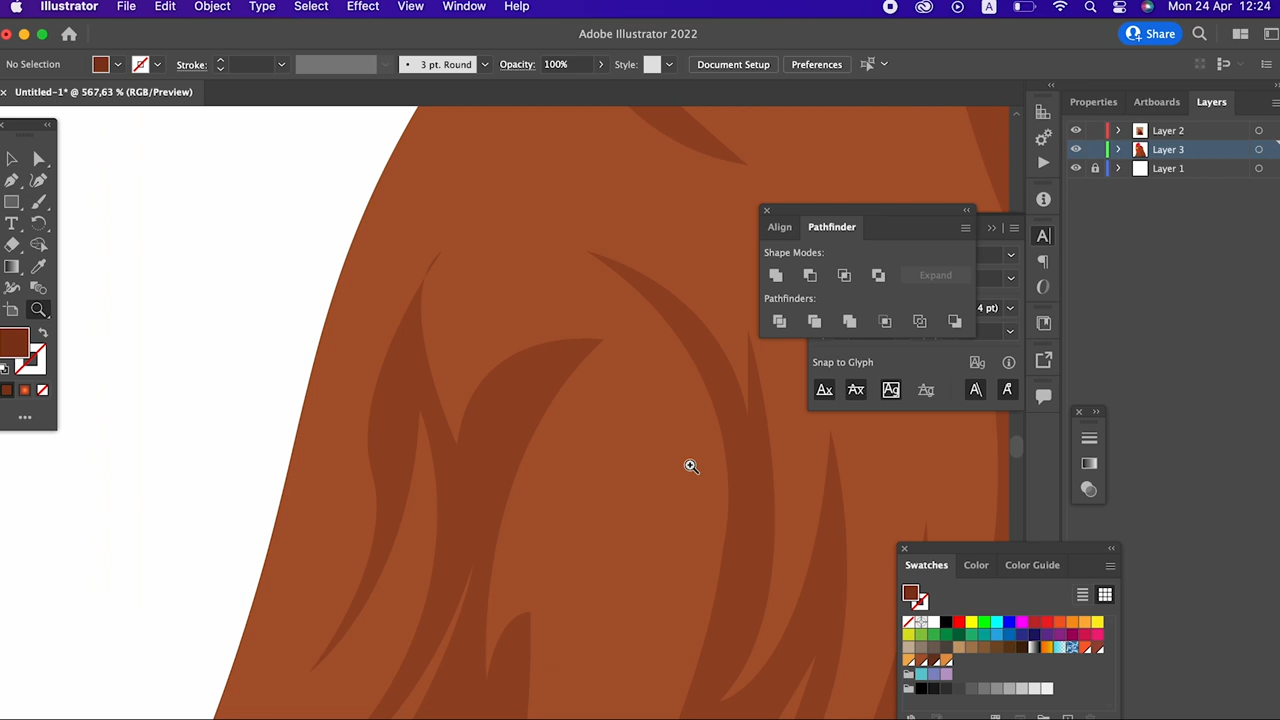 Illustrator File Edit Object Type Select Effect View Window Help A Mon 24 Apr 12:24
Adobe Illustrator 2022
Share
No Selection Stroke: 3 pt. Round Opacity: 100% Style: Document Setup Preferences
Untitled-1* @ 567,63 % (RGB/Preview)
Properties Artboards Layers
Layer 2
Layer 3
Layer 1
Align Pathfinder
Shape Modes:
Expand
Pathfinders:
4 pt)
Snap to Glyph
Swatches Color Color Guide